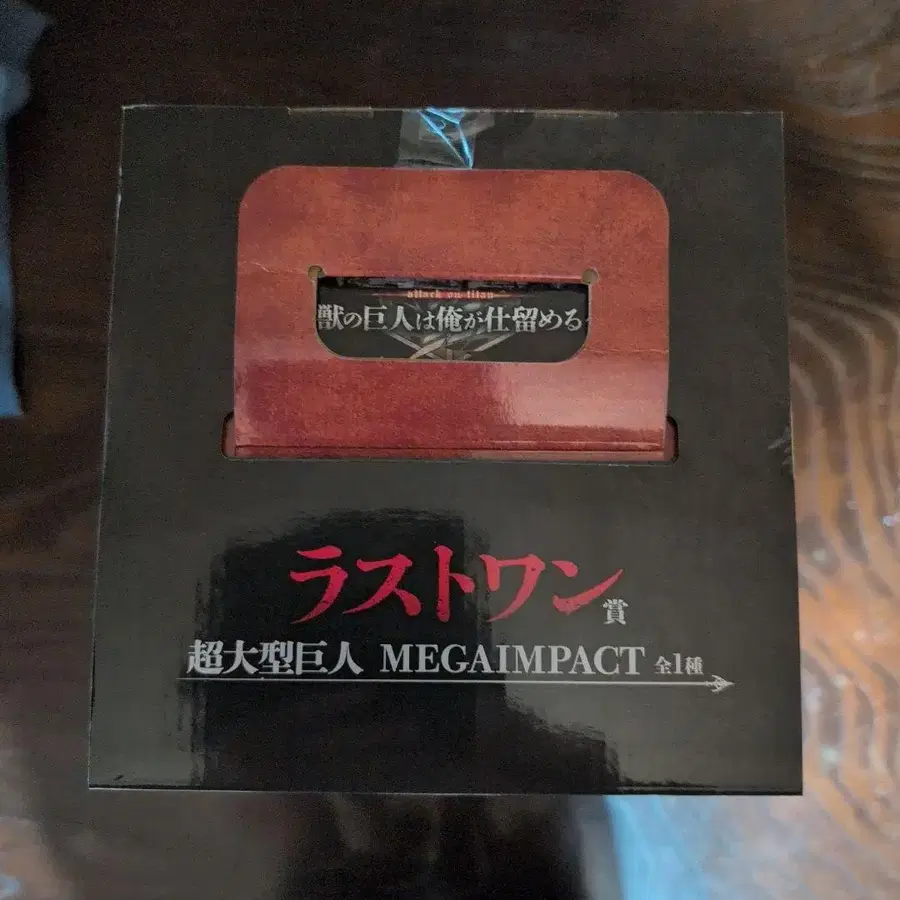 attack on titan
獣の巨人は俺が仕留める
ラストワン賞
超大型巨人 MEGAIMPACT 全1種